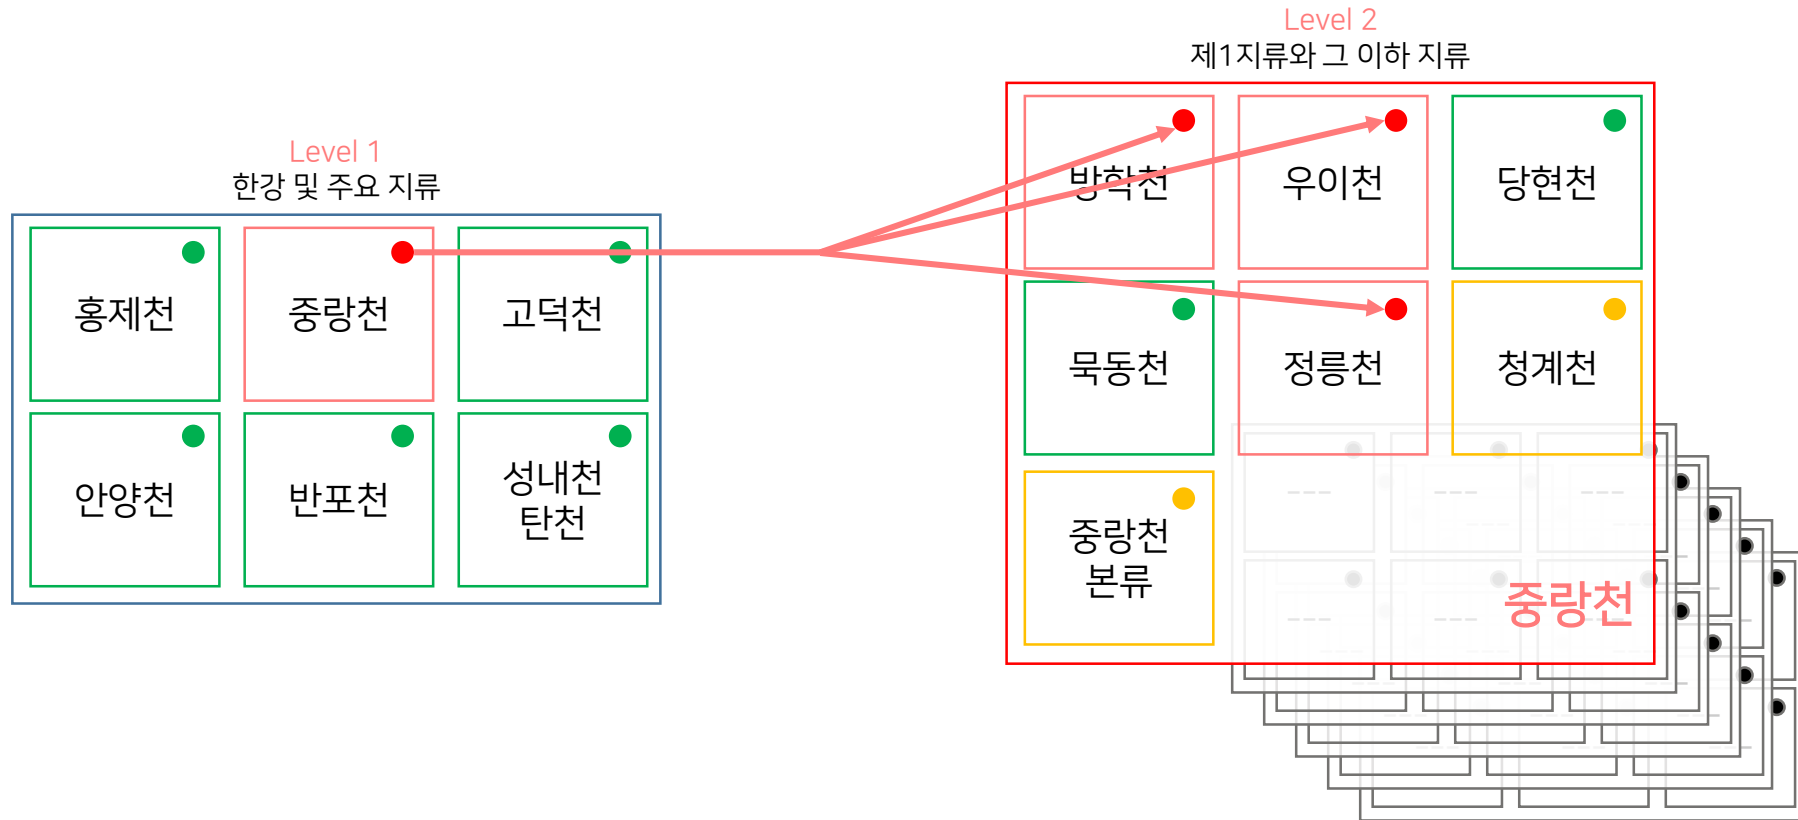 Level 1
한강 및 주요 지류
홍제천
중랑천
고덕천
안양천
반포천
성내천
탄천
Level 2
제1지류와 그 이하 지류
방학천
우이천
당현천
묵동천
정릉천
청계천
중랑천
본류
---
---
---
---
---
중랑천